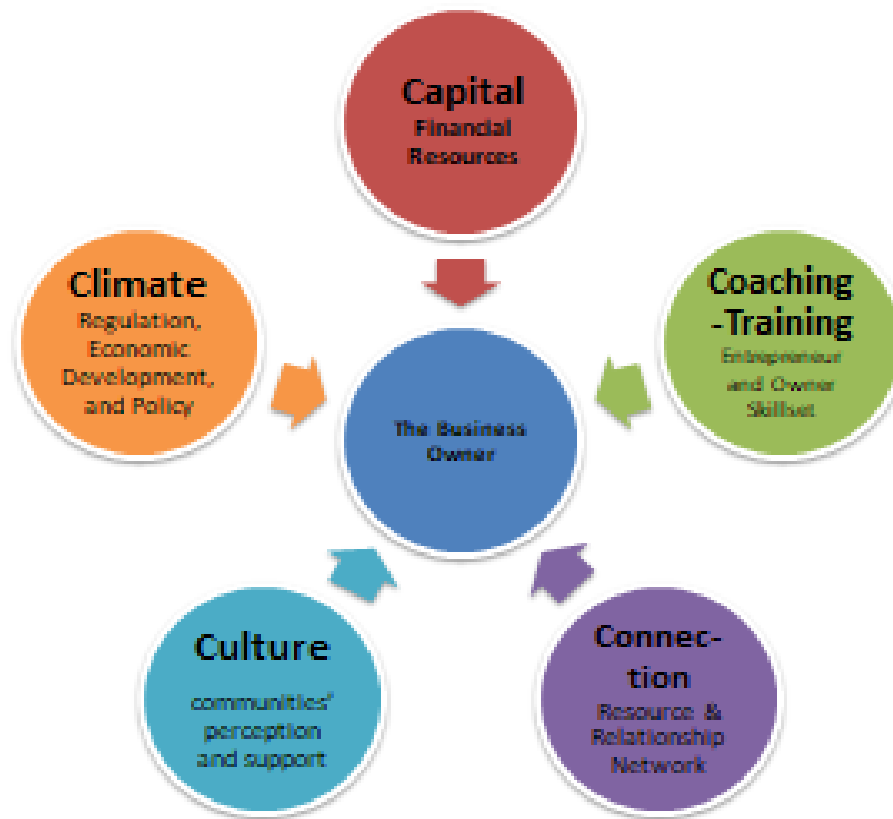 Capital
Financial
Resources
Climate
Regulation,
Economic
Development,
and Policy
Coaching
-Training
Entrepreneur
and Owner
Skillset
The Business
Owner
Culture
communities'
perception
and support
Connec-
tion
Resource &
Relationship
Network